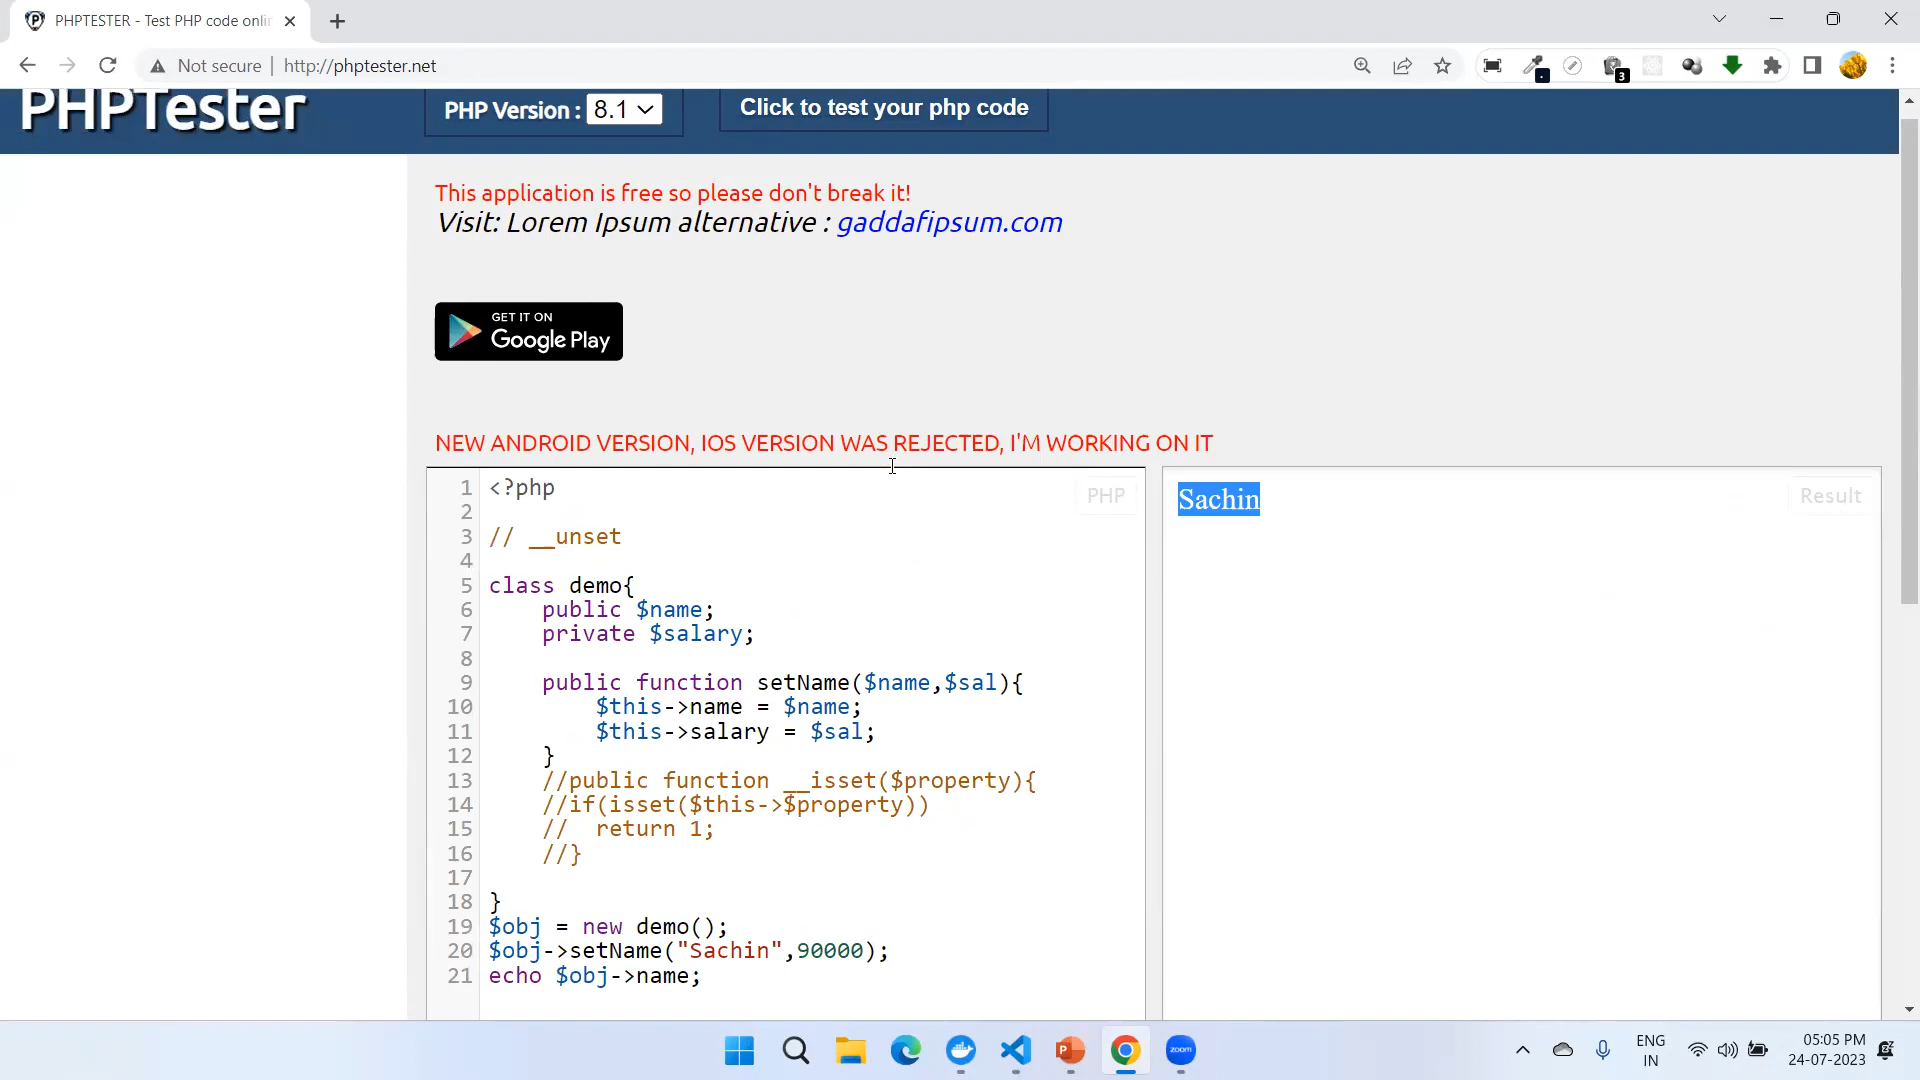 PHPTESTER - Test PHP code onlin
Not secure | http://phptester.net
3
PHPTester
PHP Version : 8.1
Click to test your php code
This application is free so please don't break it!
Visit: Lorem Ipsum alternative : gaddafipsum.com
GET IT ON
Google Play
NEW ANDROID VERSION, IOS VERSION WAS REJECTED, I'M WORKING ON IT
PHP
1 <?php
2
3 // __unset
4
5 class demo{
6 public $name;
7 private $salary;
8
9 public function setName($name,$sal){
10 $this->name = $name;
11 $this->salary = $sal;
12 }
13 //public function __isset($property){
14 //if(isset($this->$property))
15 // return 1;
16 //}
17
18 }
19 $obj = new demo();
20 $obj->setName("Sachin",90000);
21 echo $obj->name;
Sachin
Result
zoom
ENG
IN
05:05 PM
24-07-2023